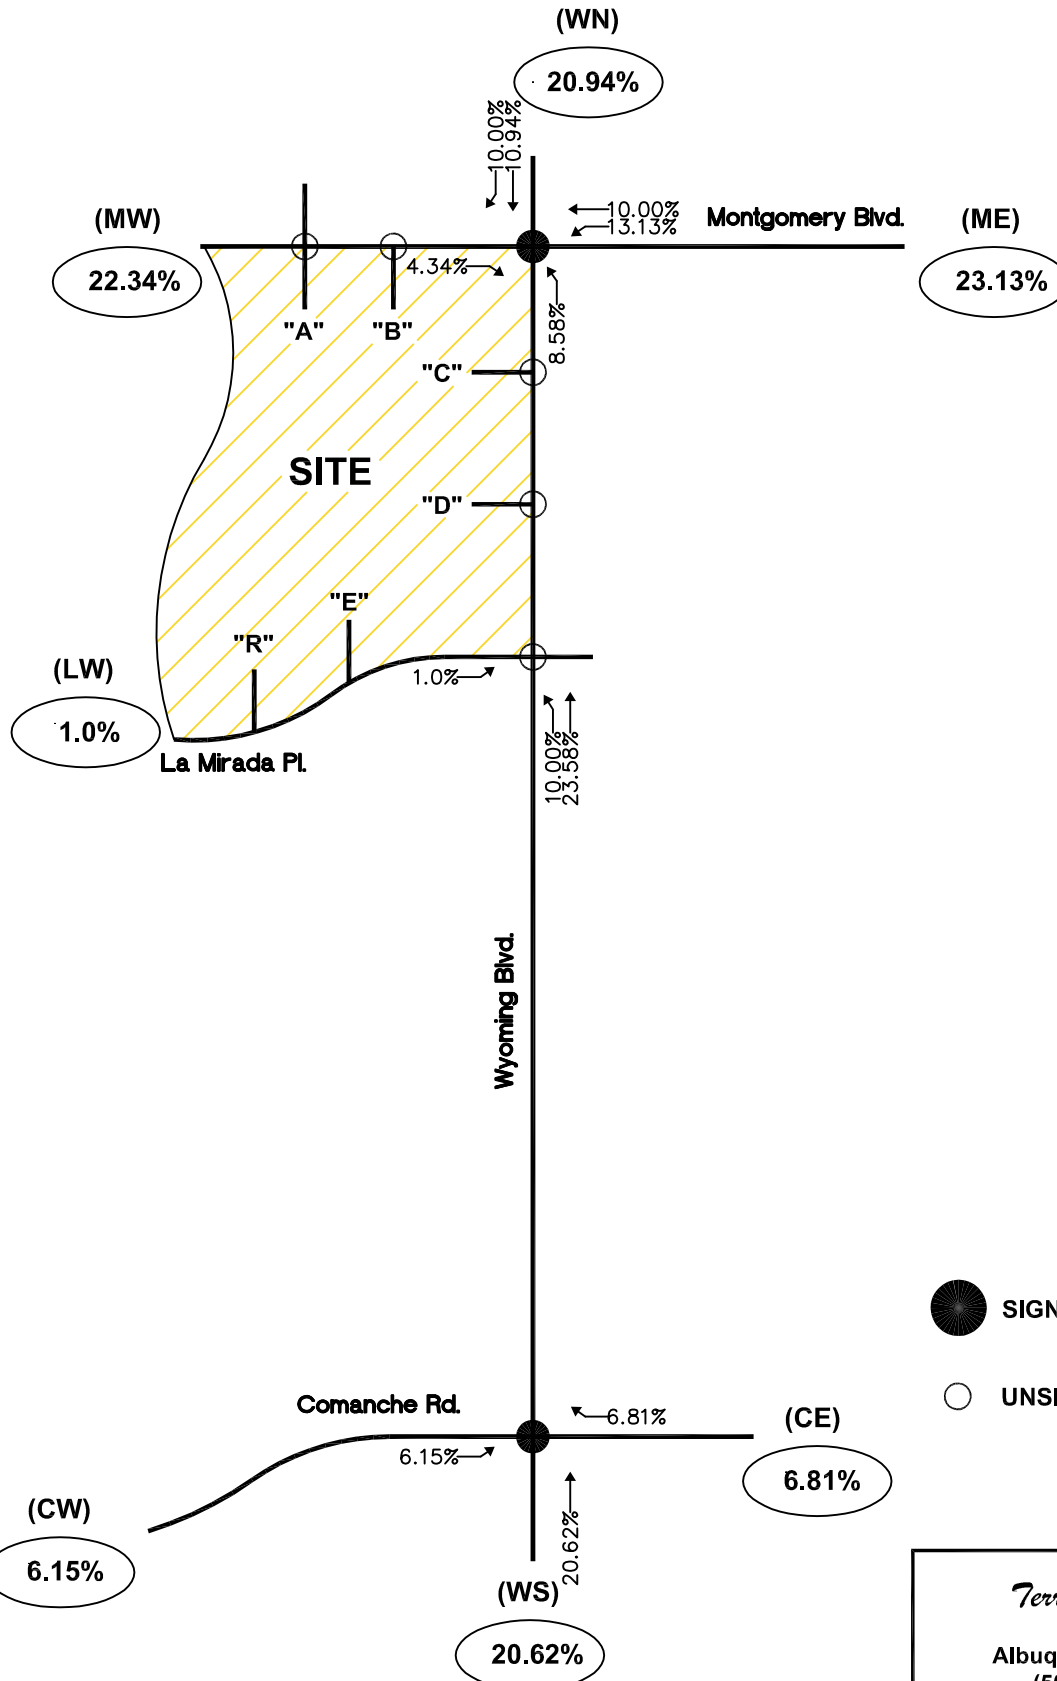 (WN)
20.94%
10.00%
10.94%
10.00%
13.13%
Montgomery Blvd.
(MW)
22.34%
(ME)
23.13%
4.34%
8.58%
"A"
"B"
"C"
SITE
"D"
"E"
"R"
(LW)
1.0%
1.0%
La Mirada Pl.
10.00%
23.58%
Wyoming Blvd.
SIGN
UNSI
Comanche Rd.
6.81%
6.15%
(CE)
6.81%
(CW)
6.15%
20.62%
(WS)
20.62%
Terr
Albuq